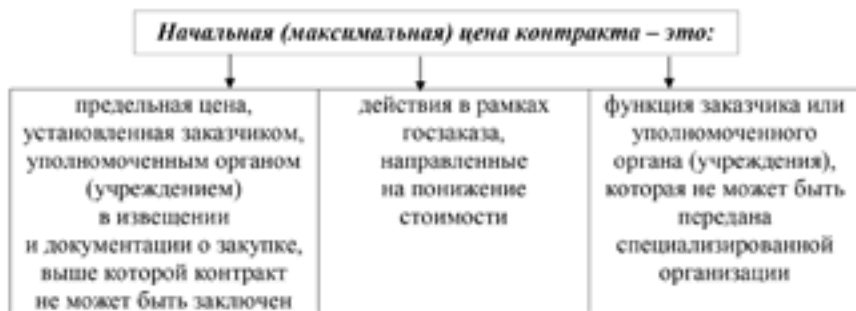 Начальная (максимальная) цена контракта – это:
предельная цена,
установленная заказчиком,
уполномоченным органом
(учреждением)
в извещении
и документации о закупке,
выше которой контракт
не может быть заключен
действия в рамках
госзаказа,
направленные
на понижение
стоимости
функция заказчика или
уполномоченного
органа (учреждения),
которая не может быть
передана
специализированной
организации